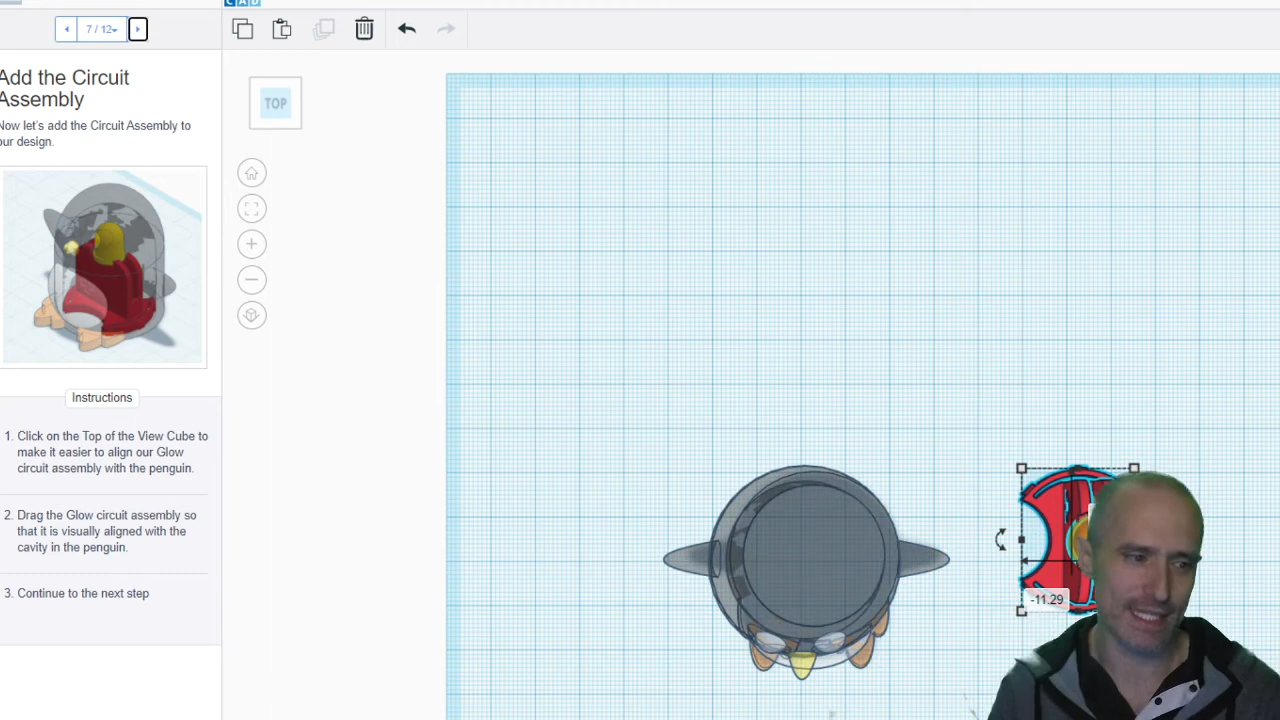 CAD
7 / 12
Add the Circuit
Assembly
Now let's add the Circuit Assembly to
our design.
Instructions
1. Click on the Top of the View Cube to
make it easier to align our Glow
circuit assembly with the penguin.
2. Drag the Glow circuit assembly so
that it is visually aligned with the
cavity in the penguin.
3. Continue to the next step
TOP
-11.29